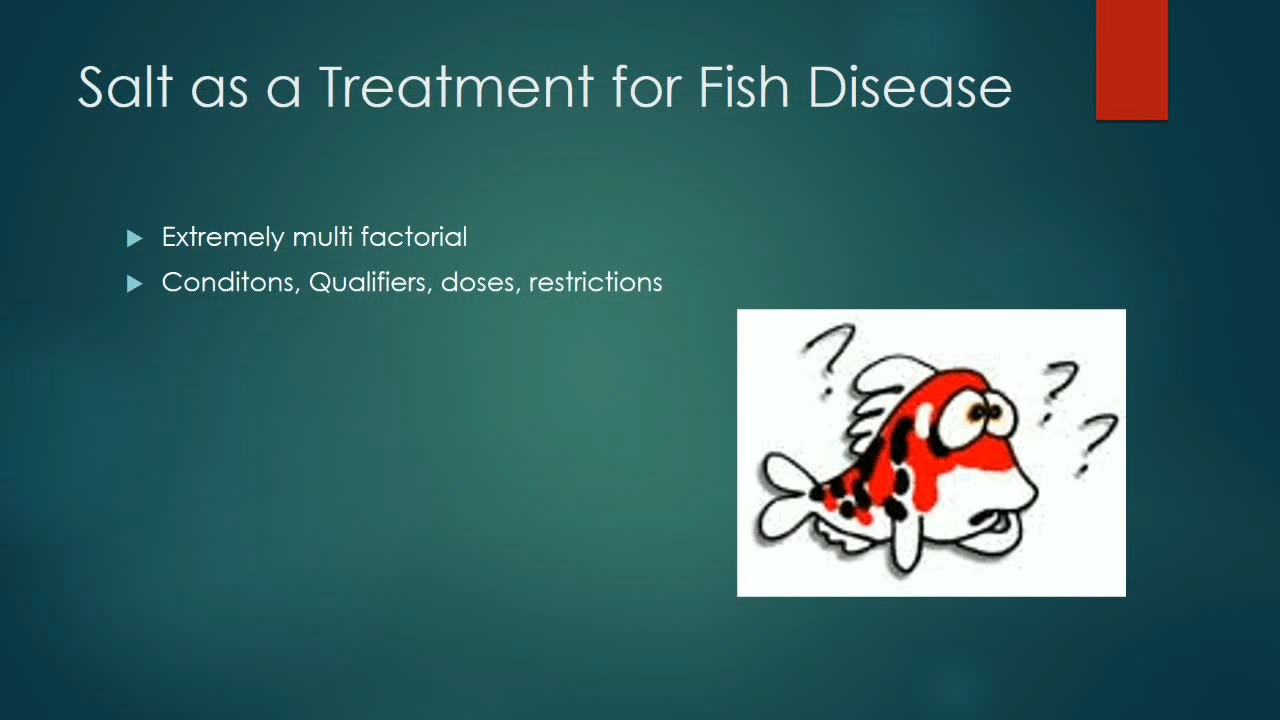 Salt as a Treatment for Fish Disease
Extremely multi factorial
Conditons, Qualifiers, doses, restrictions
? ? ?